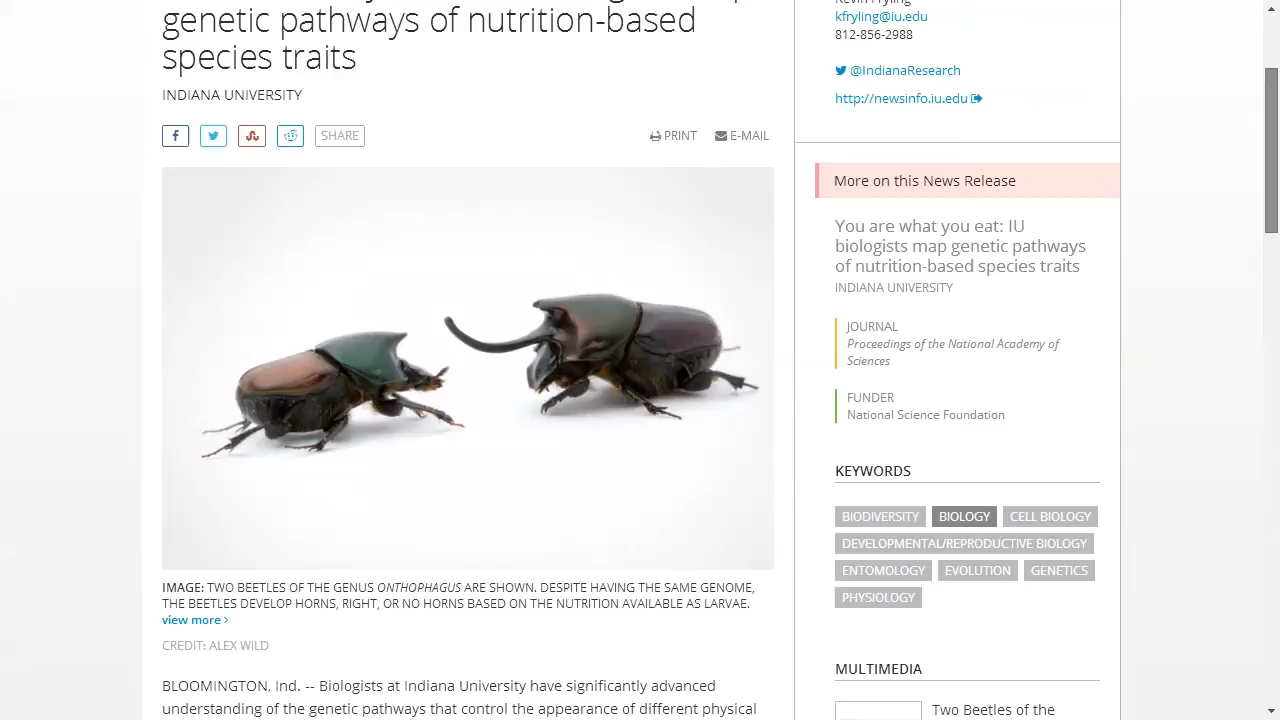 genetic pathways of nutrition-based
species traits
INDIANA UNIVERSITY
SHARE
PRINT
E-MAIL
IMAGE: TWO BEETLES OF THE GENUS ONTHOPHAGUS ARE SHOWN. DESPITE HAVING THE SAME GENOME,
THE BEETLES DEVELOP HORNS, RIGHT, OR NO HORNS BASED ON THE NUTRITION AVAILABLE AS LARVAE.
view more ›
CREDIT: ALEX WILD
BLOOMINGTON, Ind. -- Biologists at Indiana University have significantly advanced
understanding of the genetic pathways that control the appearance of different physical
Kevin Fryling
kfryling@iu.edu
812-856-2988
@IndianaResearch
http://newsinfo.iu.edu
More on this News Release
You are what you eat: IU
biologists map genetic pathways
of nutrition-based species traits
INDIANA UNIVERSITY
JOURNAL
Proceedings of the National Academy of
Sciences
FUNDER
National Science Foundation
KEYWORDS
BIODIVERSITY BIOLOGY CELL BIOLOGY
DEVELOPMENTAL/REPRODUCTIVE BIOLOGY
ENTOMOLOGY EVOLUTION GENETICS
PHYSIOLOGY
MULTIMEDIA
Two Beetles of the